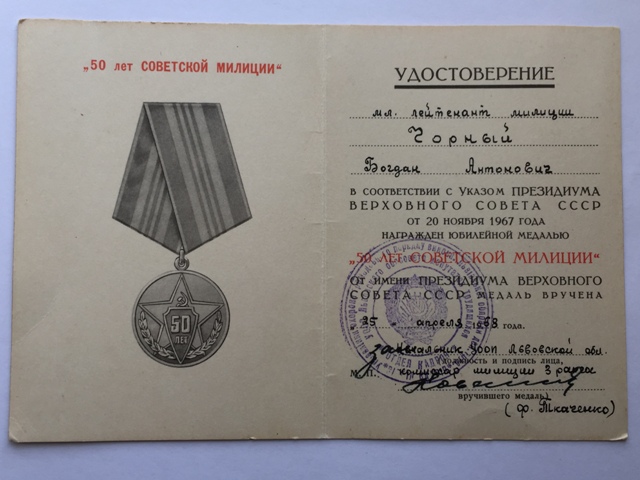 „50 лет СОВЕТСКОЙ МИЛИЦИИ“
50
ЛЕТ
УДОСТОВЕРЕНИЕ
мл. лейтенант милиции
Чорный
Богдан Антонович
В СООТВЕТСТВИИ С УКАЗОМ ПРЕЗИДИУМА
ВЕРХОВНОГО СОВЕТА СССР
ОТ 20 НОЯБРЯ 1967 ГОДА
НАГРАЖДЕН ЮБИЛЕЙНОЙ МЕДАЛЬЮ
"50 ЛЕТ СОВЕТСКОЙ МИЛИЦИИ"
ОТ ИМЕНИ ПРЕЗИДИУМА ВЕРХОВНОГО
СОВЕТА СССР МЕДАЛЬ ВРУЧЕНА
25 апреля 1968 года.
Начальник УООП Львовской обл.
должность и подпись лица,
М. П. комиссар милиции 3 ранга
вручившего медаль
(Ф. Ткаченко)